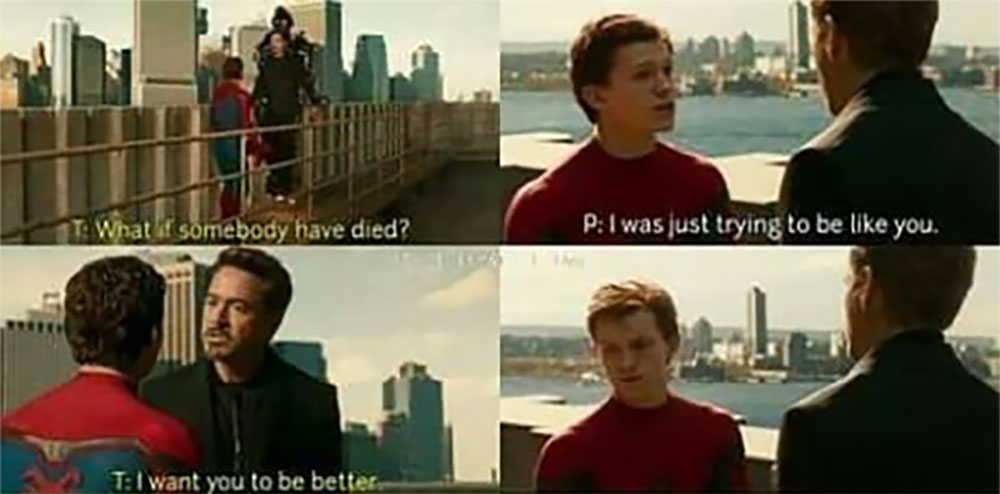 T: What if somebody have died?
P: I was just trying to be like you.
T: I want you to be better.